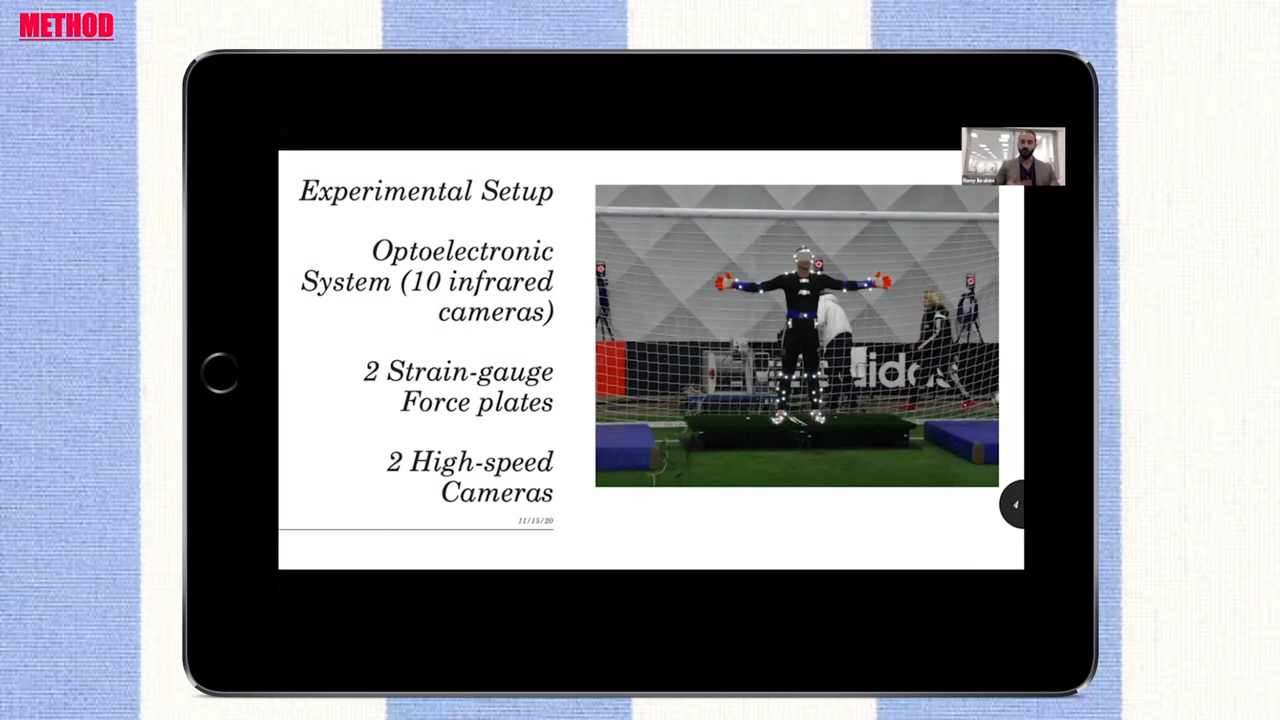 METHOD
Experimental Setup
Optoelectronic
System (10 infrared
cameras)
2 Strain-gauge
Force plates
2 High-speed
Cameras
11/15/20
4